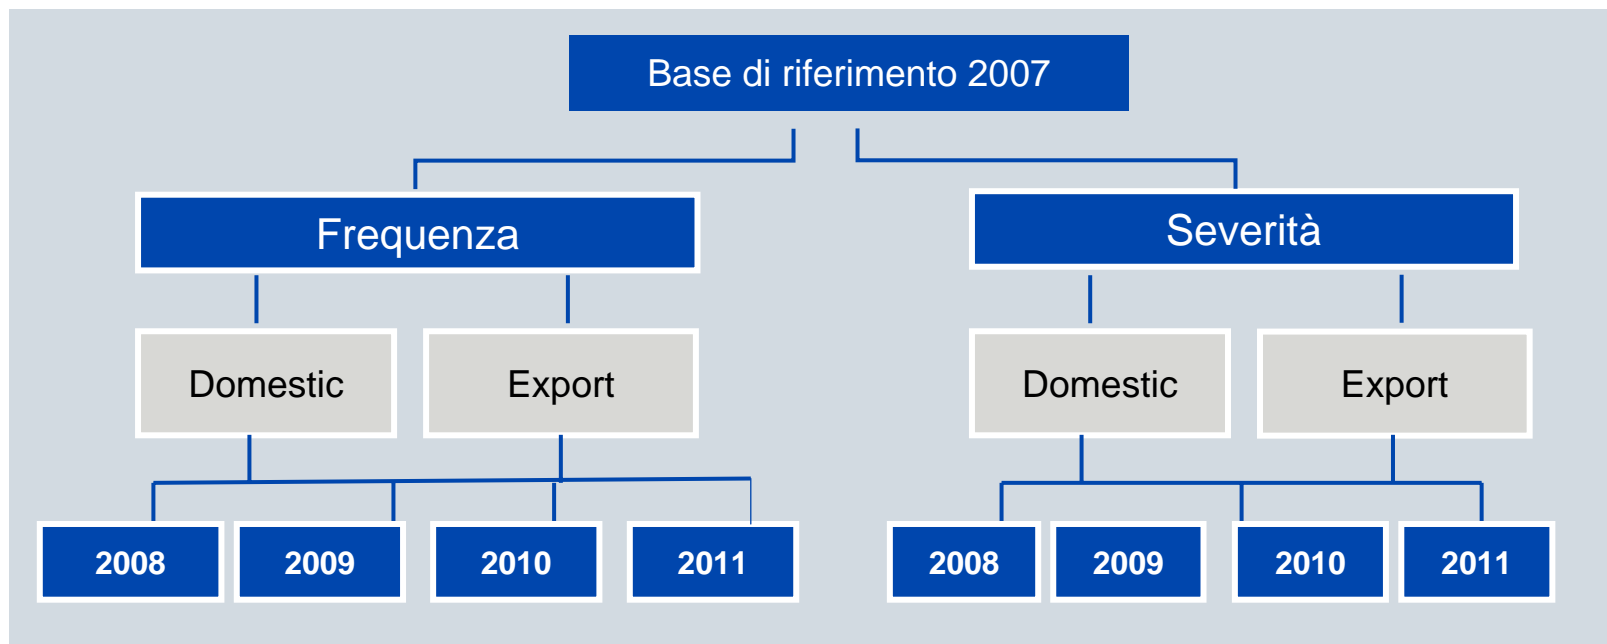 Base di riferimento 2007
Frequenza
Severità
Domestic
Export
Domestic
Export
2008
2009
2010
2011
2008
2009
2010
2011